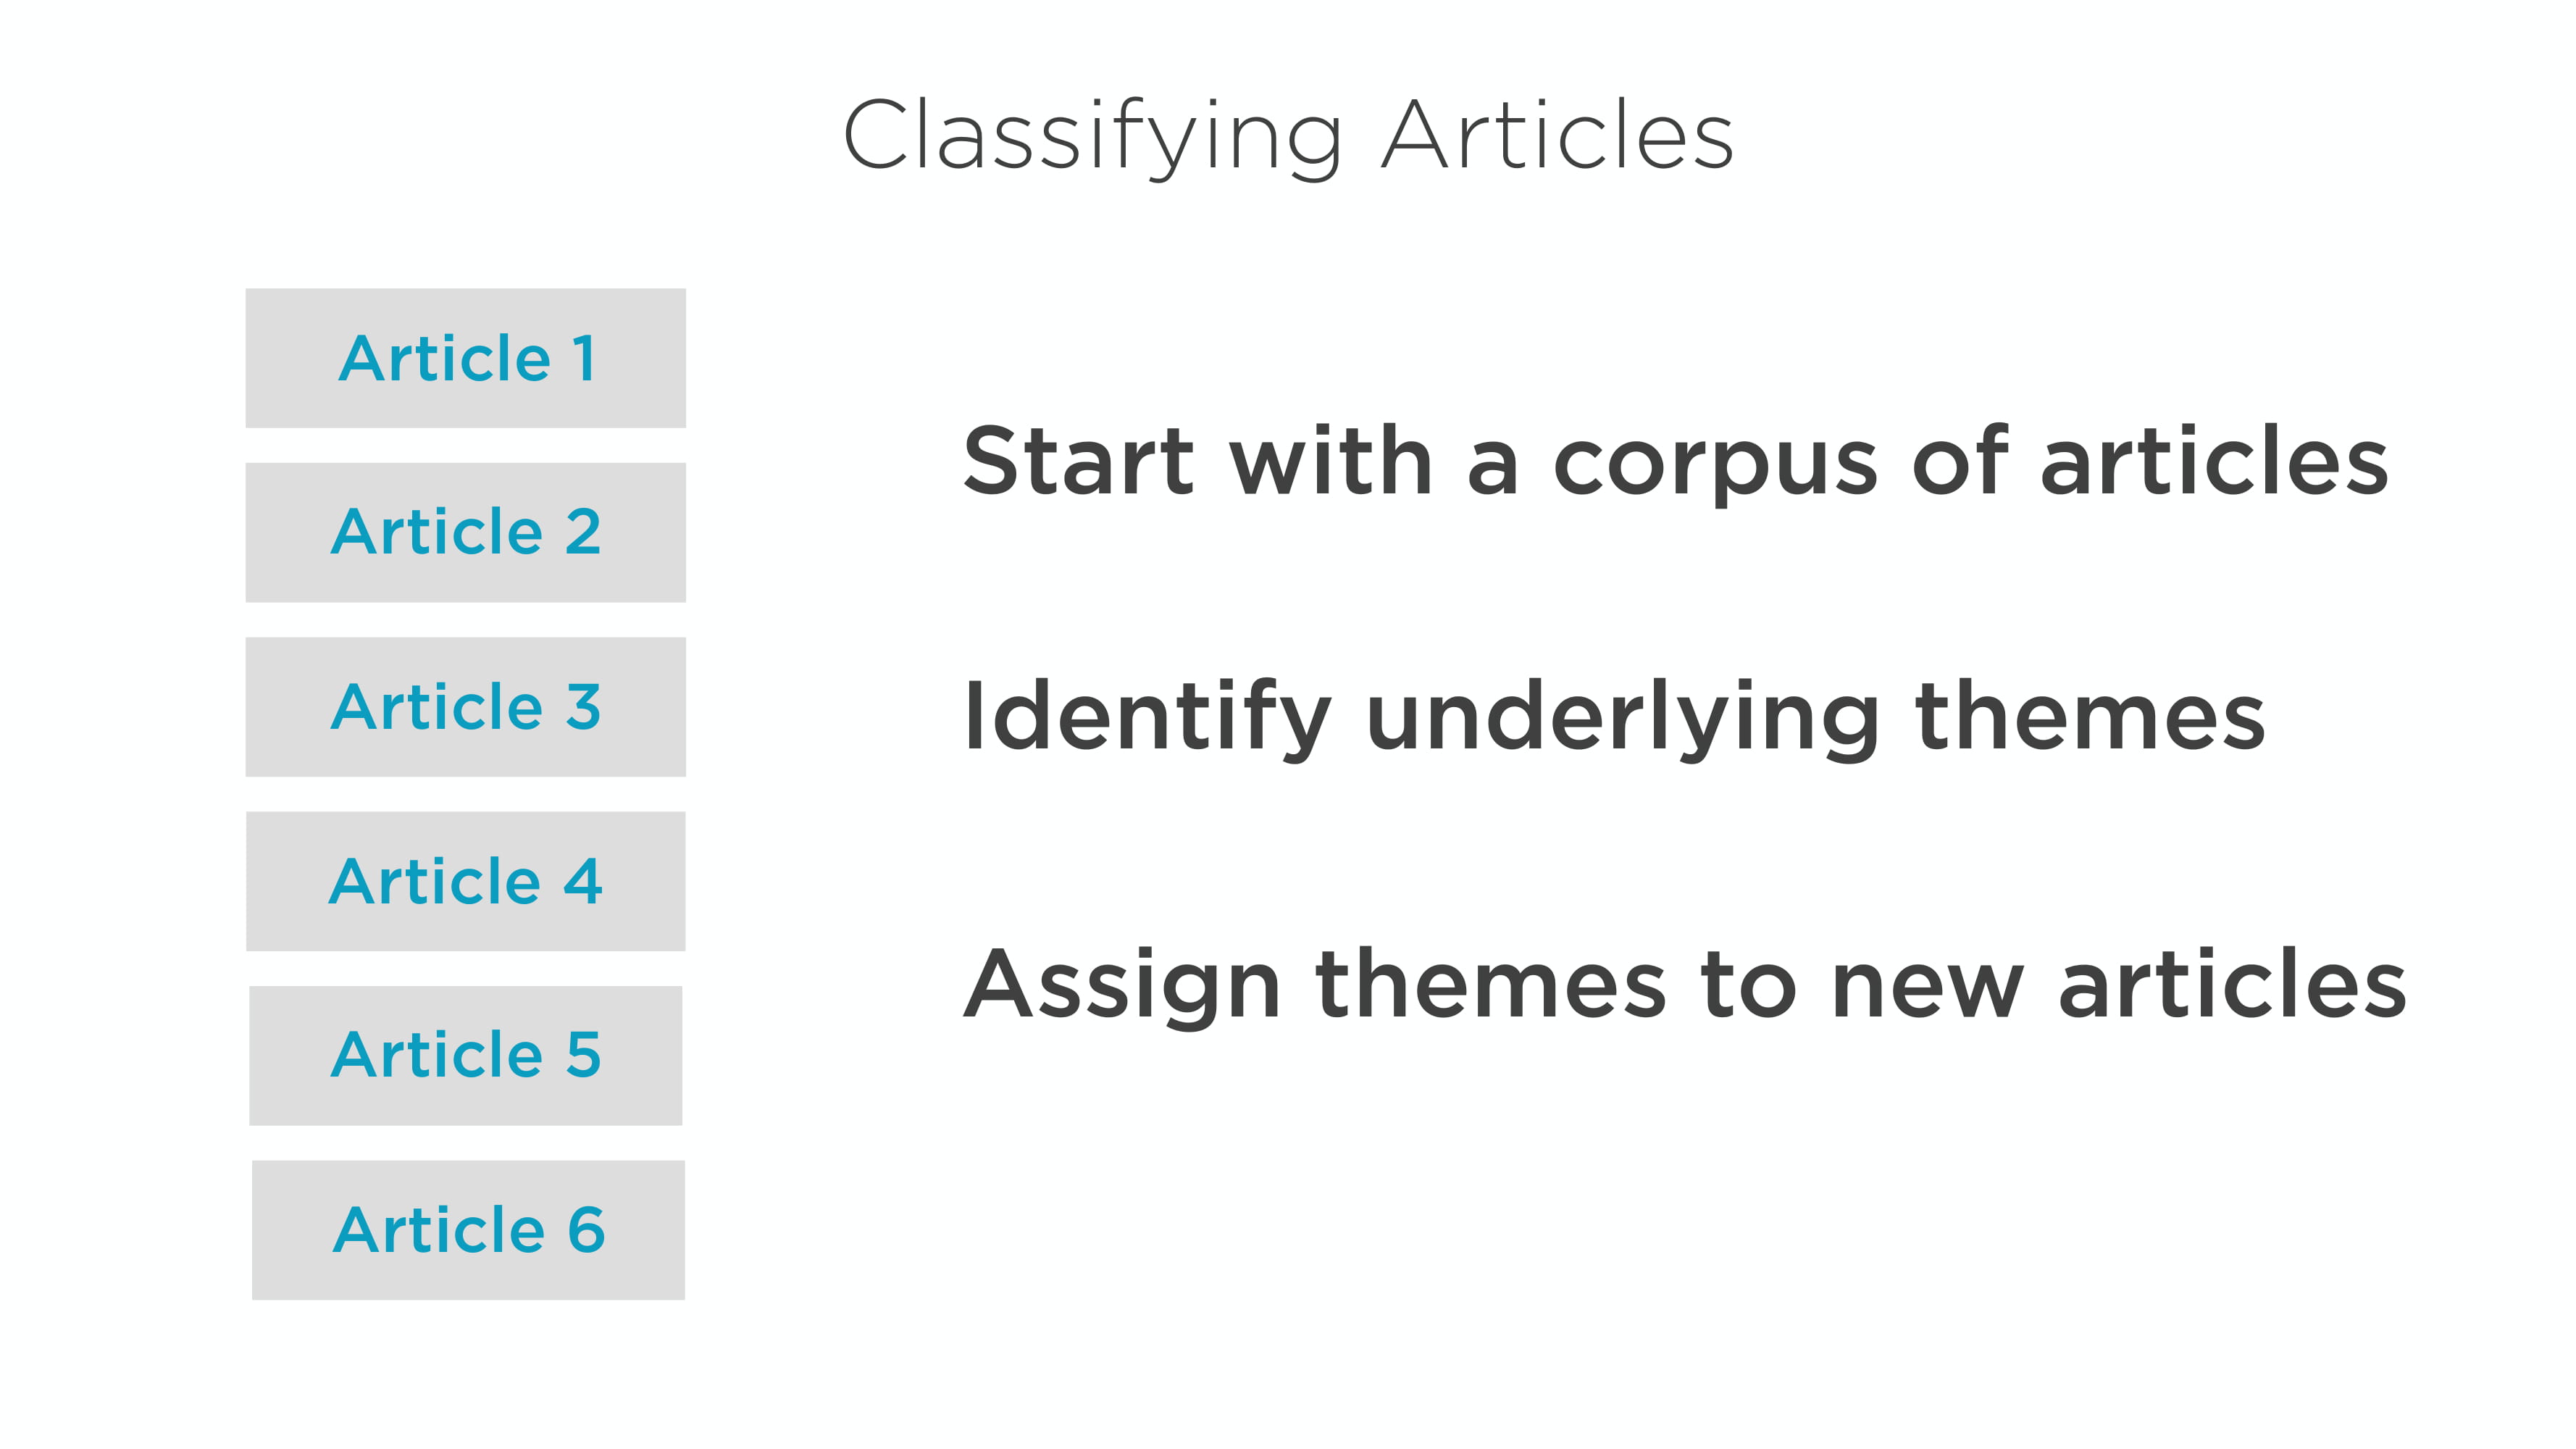 Classifying Articles
Article 1
Article 2
Article 3
Article 4
Article 5
Article 6
Start with a corpus of articles
Identify underlying themes
Assign themes to new articles